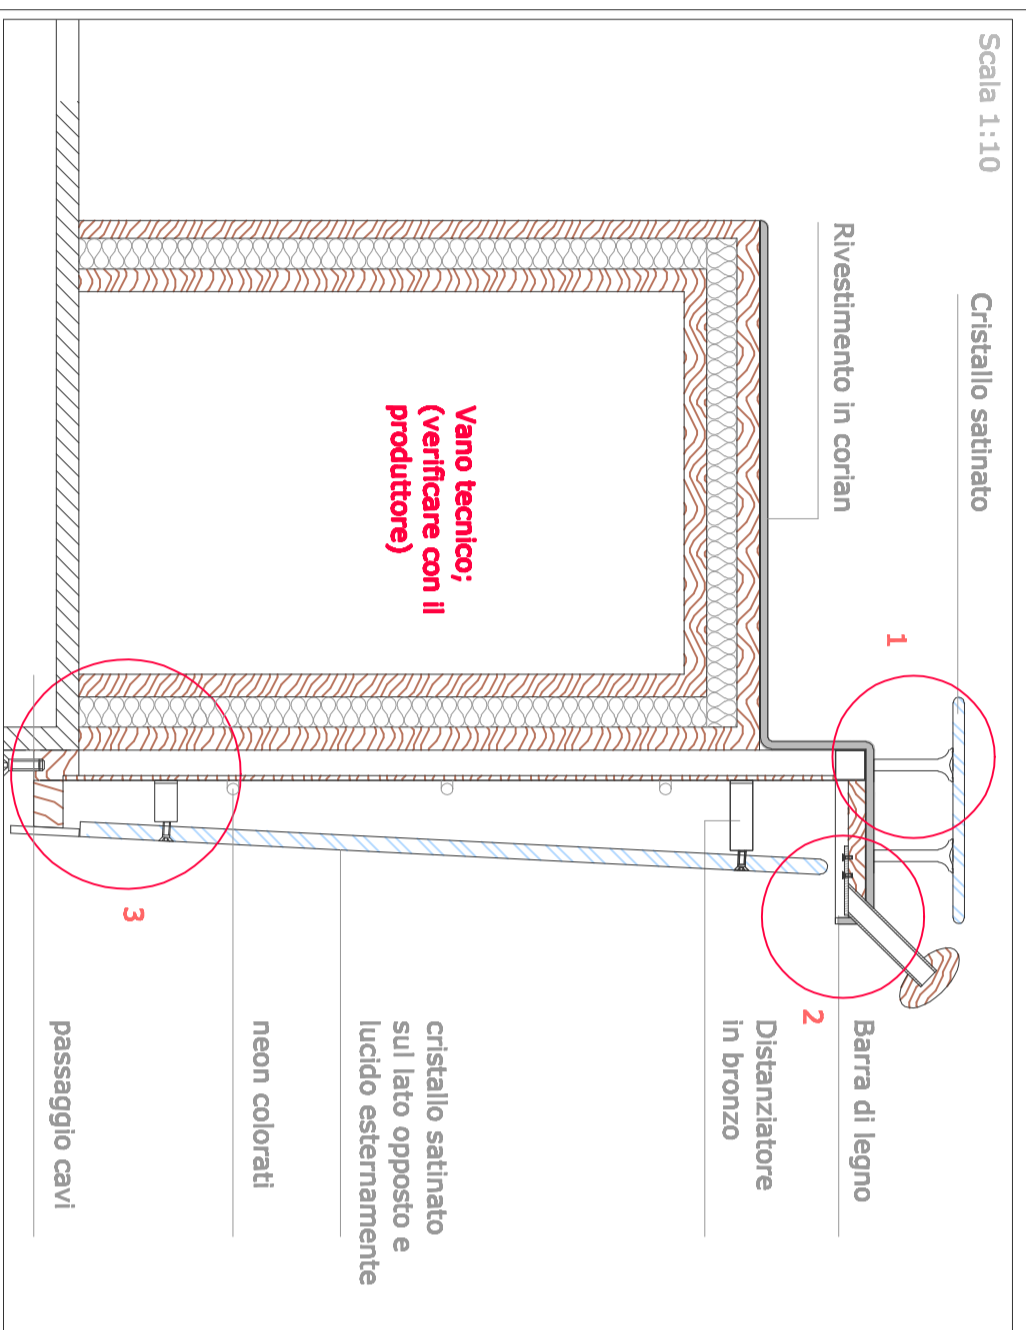 Scala 1:10
Cristallo satinato
Rivestimento in corian
1
Vano tecnico;
(verificare con il
produttore)
2
3
Barra di legno
Distanziatore
in bronzo
cristallo satinato
sul lato opposto e
lucido esternamente
neon colorati
passaggio cavi